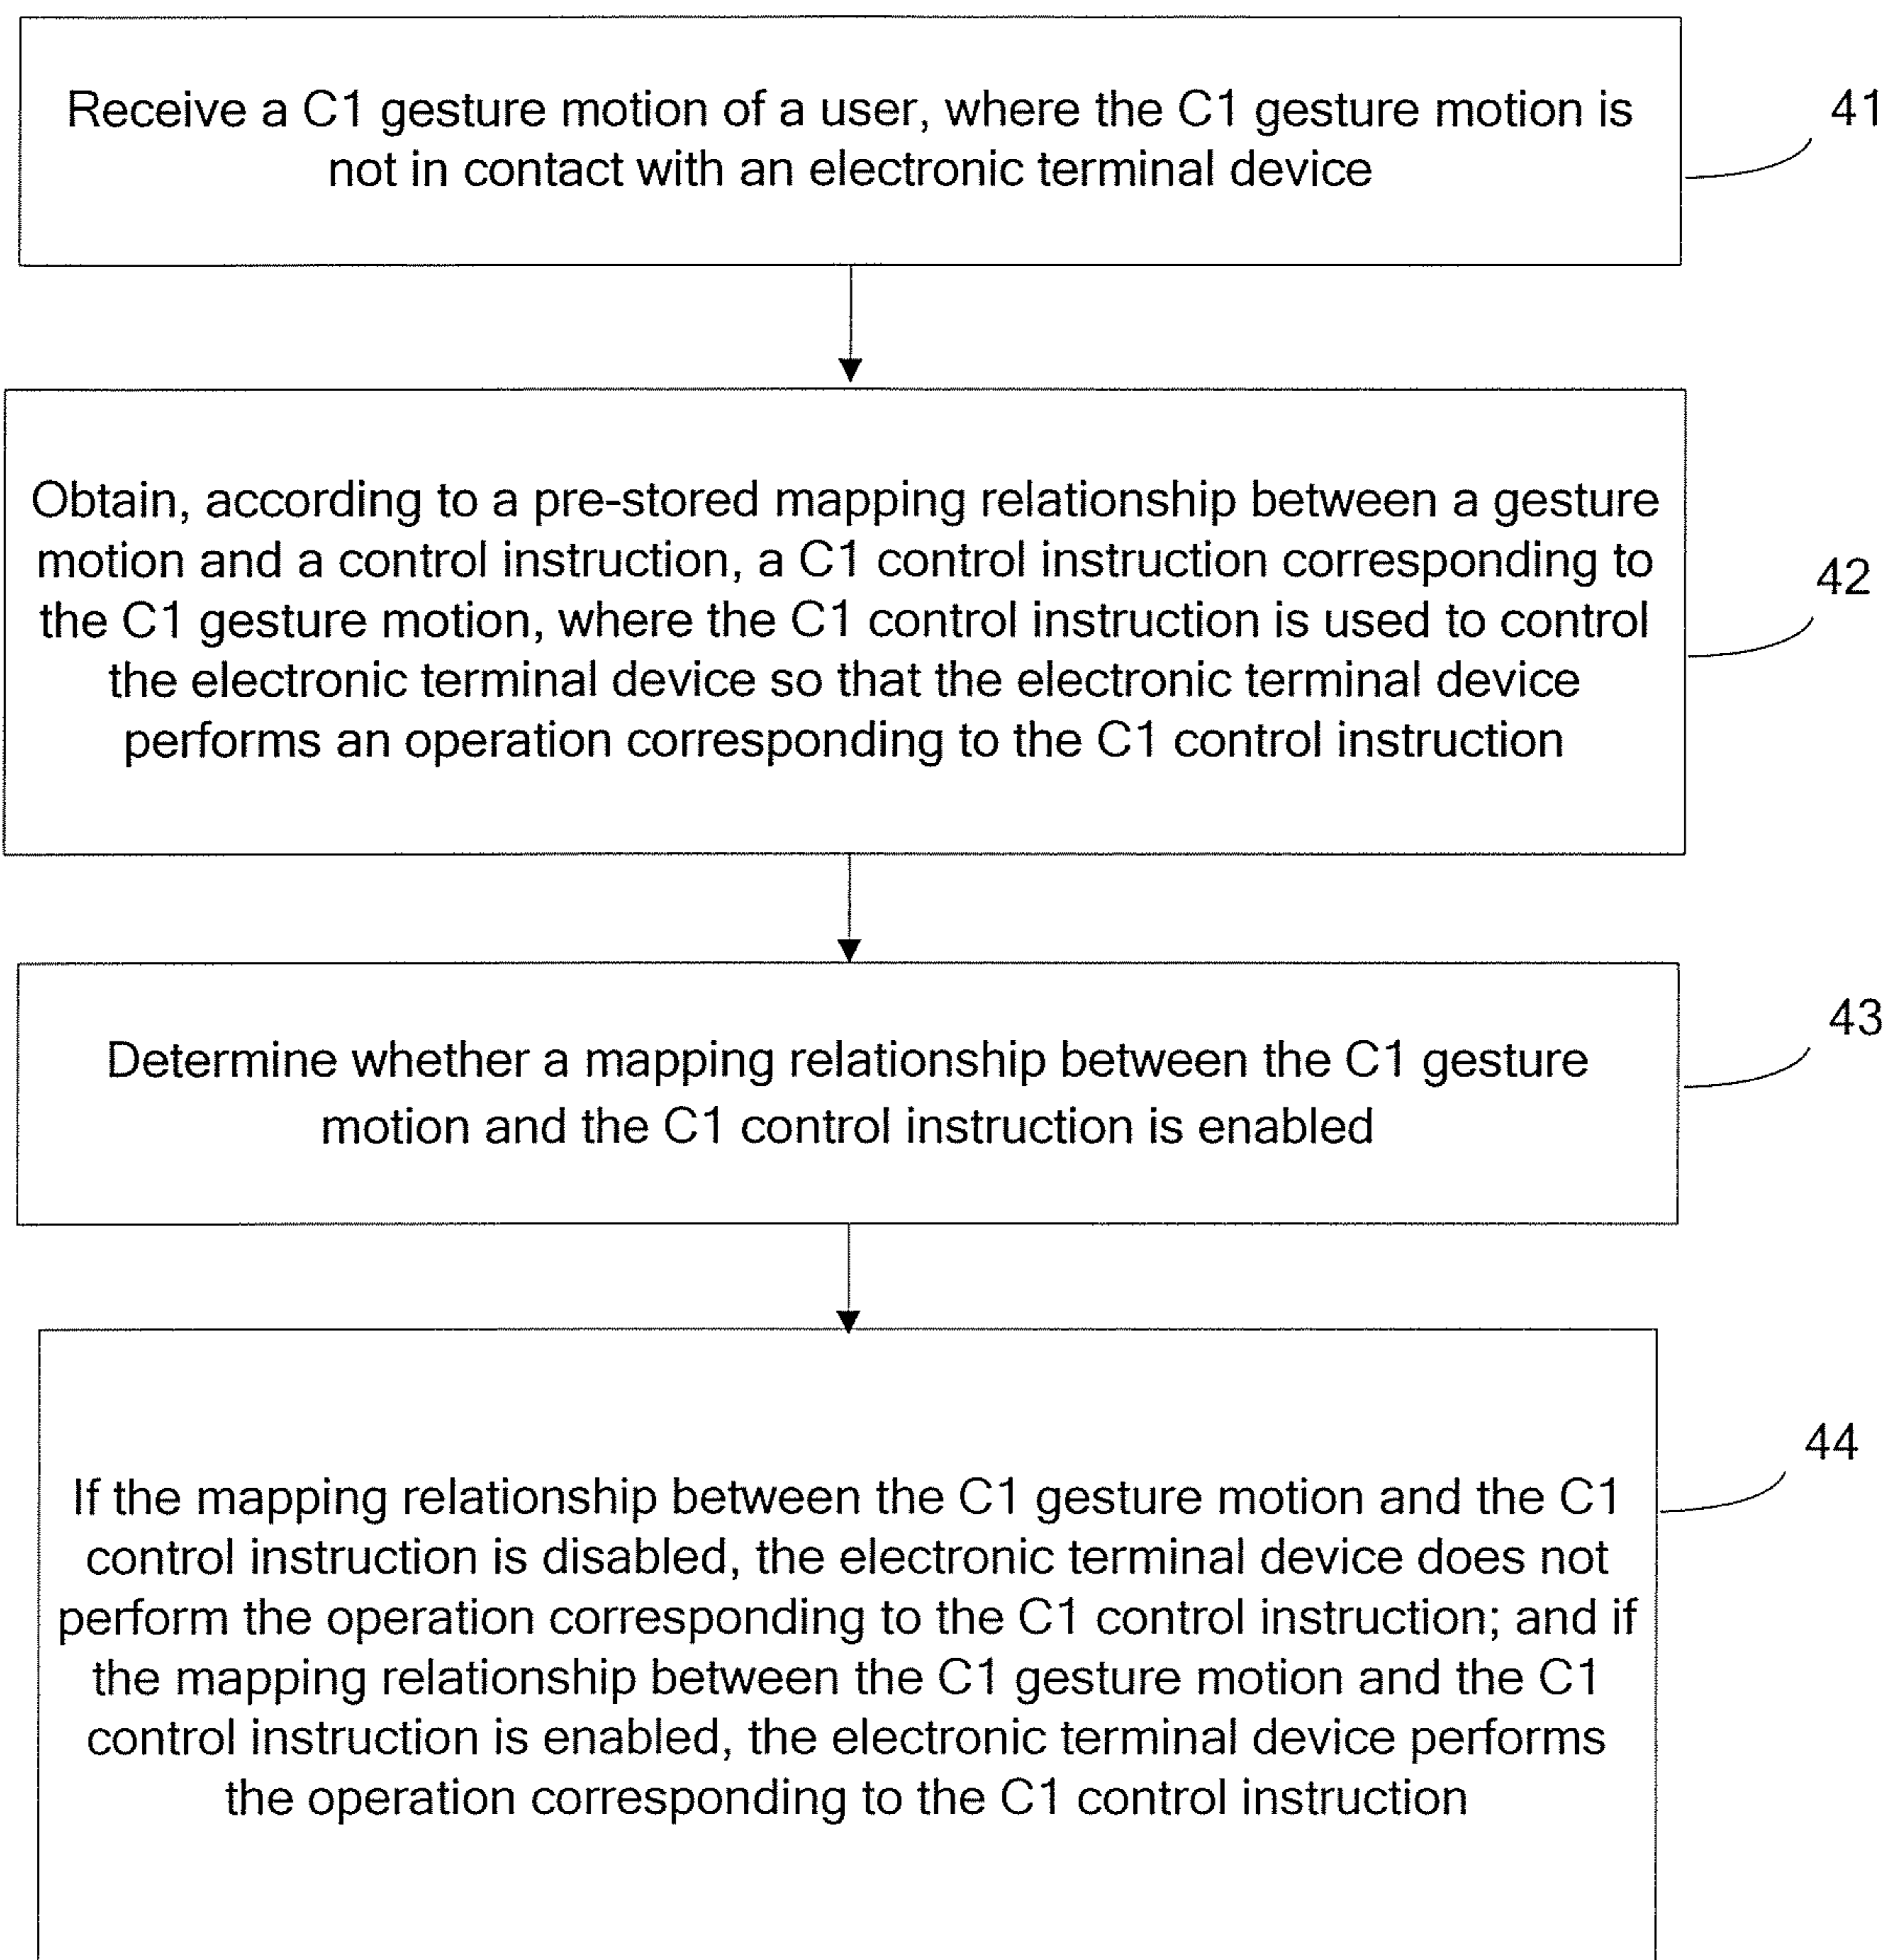 Receive a C1 gesture motion of a user, where the C1 gesture motion is
not in contact with an electronic terminal device
41
Obtain, according to a pre-stored mapping relationship between a gesture
motion and a control instruction, a C1 control instruction corresponding to
the C1 gesture motion, where the C1 control instruction is used to control
the electronic terminal device so that the electronic terminal device
performs an operation corresponding to the C1 control instruction
42
Determine whether a mapping relationship between the C1 gesture
motion and the C1 control instruction is enabled
43
If the mapping relationship between the C1 gesture motion and the C1
control instruction is disabled, the electronic terminal device does not
perform the operation corresponding to the C1 control instruction; and if
the mapping relationship between the C1 gesture motion and the C1
control instruction is enabled, the electronic terminal device performs
the operation corresponding to the C1 control instruction
44